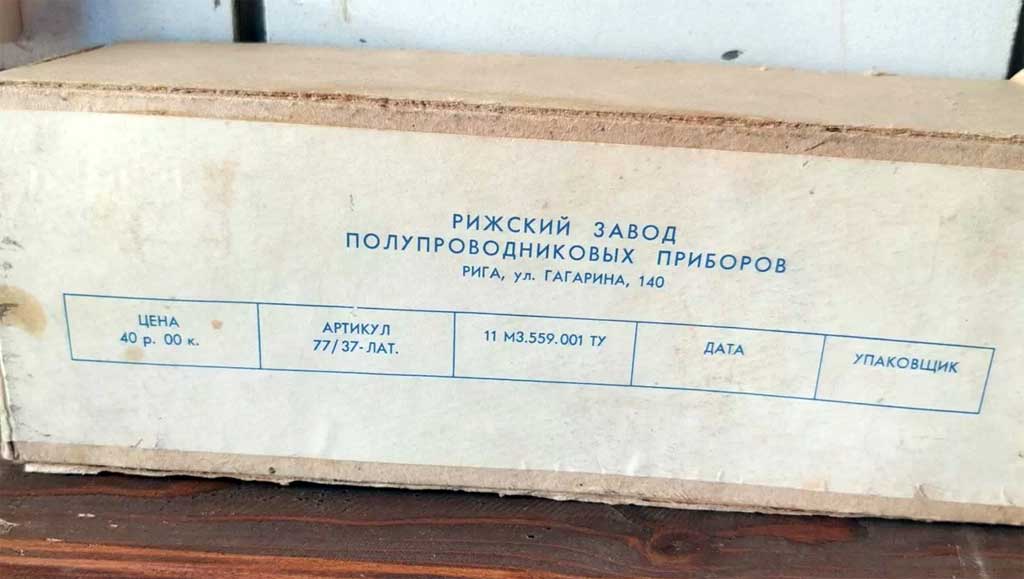 РИЖСКИЙ ЗАВОД
ПОЛУПРОВОДНИКОВЫХ ПРИБОРОВ
РИГА, ул. ГАГАРИНА, 140
ЦЕНА
40 р. 00 к.
АРТИКУЛ
77/37-ЛАТ.
11 М3.559.001 ТУ
ДАТА
УПАКОВЩИК